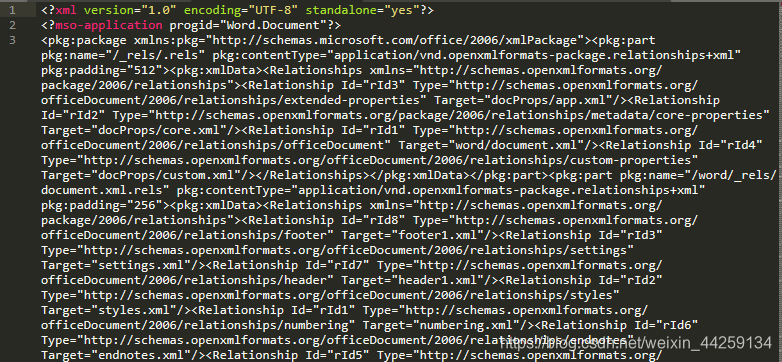 1 <?xml version="1.0" encoding="UTF-8" standalone="yes"?>
2 <?mso-application progid="Word.Document"?>
3 <pkg:package xmlns:pkg="http://schemas.microsoft.com/office/2006/xmlPackage"><pkg:part
pkg:name="/_rels/.rels" pkg:contentType="application/vnd.openxmlformats-package.relationships+xml"
pkg:padding="512"><pkg:xmlData><Relationships xmlns="http://schemas.openxmlformats.org/
package/2006/relationships"><Relationship Id="rId3" Type="http://schemas.openxmlformats.org/
officeDocument/2006/relationships/extended-properties" Target="docProps/app.xml"/><Relationship
Id="rId2" Type="http://schemas.openxmlformats.org/package/2006/relationships/metadata/core-properties"
Target="docProps/core.xml"/><Relationship Id="rId1" Type="http://schemas.openxmlformats.org/
officeDocument/2006/relationships/officeDocument" Target="word/document.xml"/><Relationship Id="rId4"
Type="http://schemas.openxmlformats.org/officeDocument/2006/relationships/custom-properties"
Target="docProps/custom.xml"/></Relationships></pkg:xmlData></pkg:part><pkg:part pkg:name="/word/_rels/
document.xml.rels" pkg:contentType="application/vnd.openxmlformats-package.relationships+xml"
pkg:padding="256"><pkg:xmlData><Relationships xmlns="http://schemas.openxmlformats.org/
package/2006/relationships"><Relationship Id="rId8" Type="http://schemas.openxmlformats.org/
officeDocument/2006/relationships/footer" Target="footer1.xml"/><Relationship Id="rId3"
Type="http://schemas.openxmlformats.org/officeDocument/2006/relationships/settings"
Target="settings.xml"/><Relationship Id="rId7" Type="http://schemas.openxmlformats.org/
officeDocument/2006/relationships/header" Target="header1.xml"/><Relationship Id="rId2"
Type="http://schemas.openxmlformats.org/officeDocument/2006/relationships/styles"
Target="styles.xml"/><Relationship Id="rId1" Type="http://schemas.openxmlformats.org/
officeDocument/2006/relationships/numbering" Target="numbering.xml"/><Relationship Id="rId6"
Type="http://schemas.openxmlformats.org/officeDocument/2006/relationships/endnotes"
Target="endnotes.xml"/><Relationship Id="rId5" Type="http://schemas.openxmlformats.org/
https://blog.csdn.net/weixin_44259134